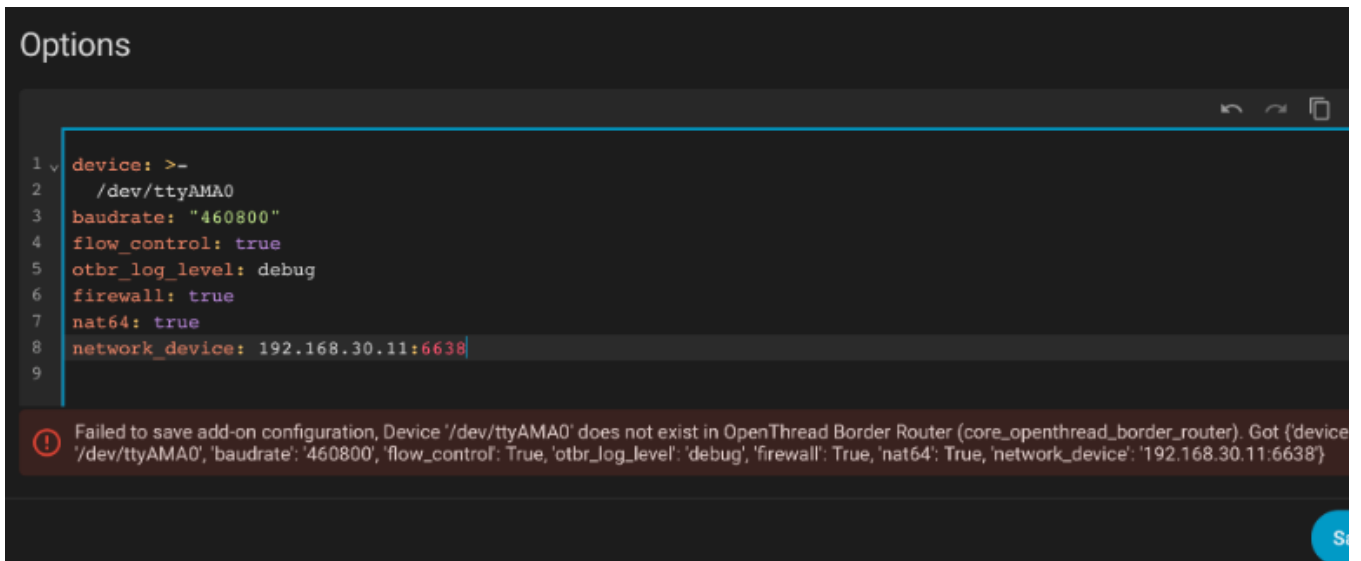 Options
1 device: >-
2 /dev/ttyAMA0
3 baudrate: "460800"
4 flow_control: true
5 otbr_log_level: debug
6 firewall: true
7 nat64: true
8 network_device: 192.168.30.11:6638
9
Failed to save add-on configuration, Device '/dev/ttyAMA0' does not exist in OpenThread Border Router (core_openthread_border_router). Got {'device
'/dev/ttyAMA0', 'baudrate': '460800', 'flow_control': True, 'otbr_log_level': 'debug', 'firewall': True, 'nat64': True, 'network_device': '192.168.30.11:6638'}